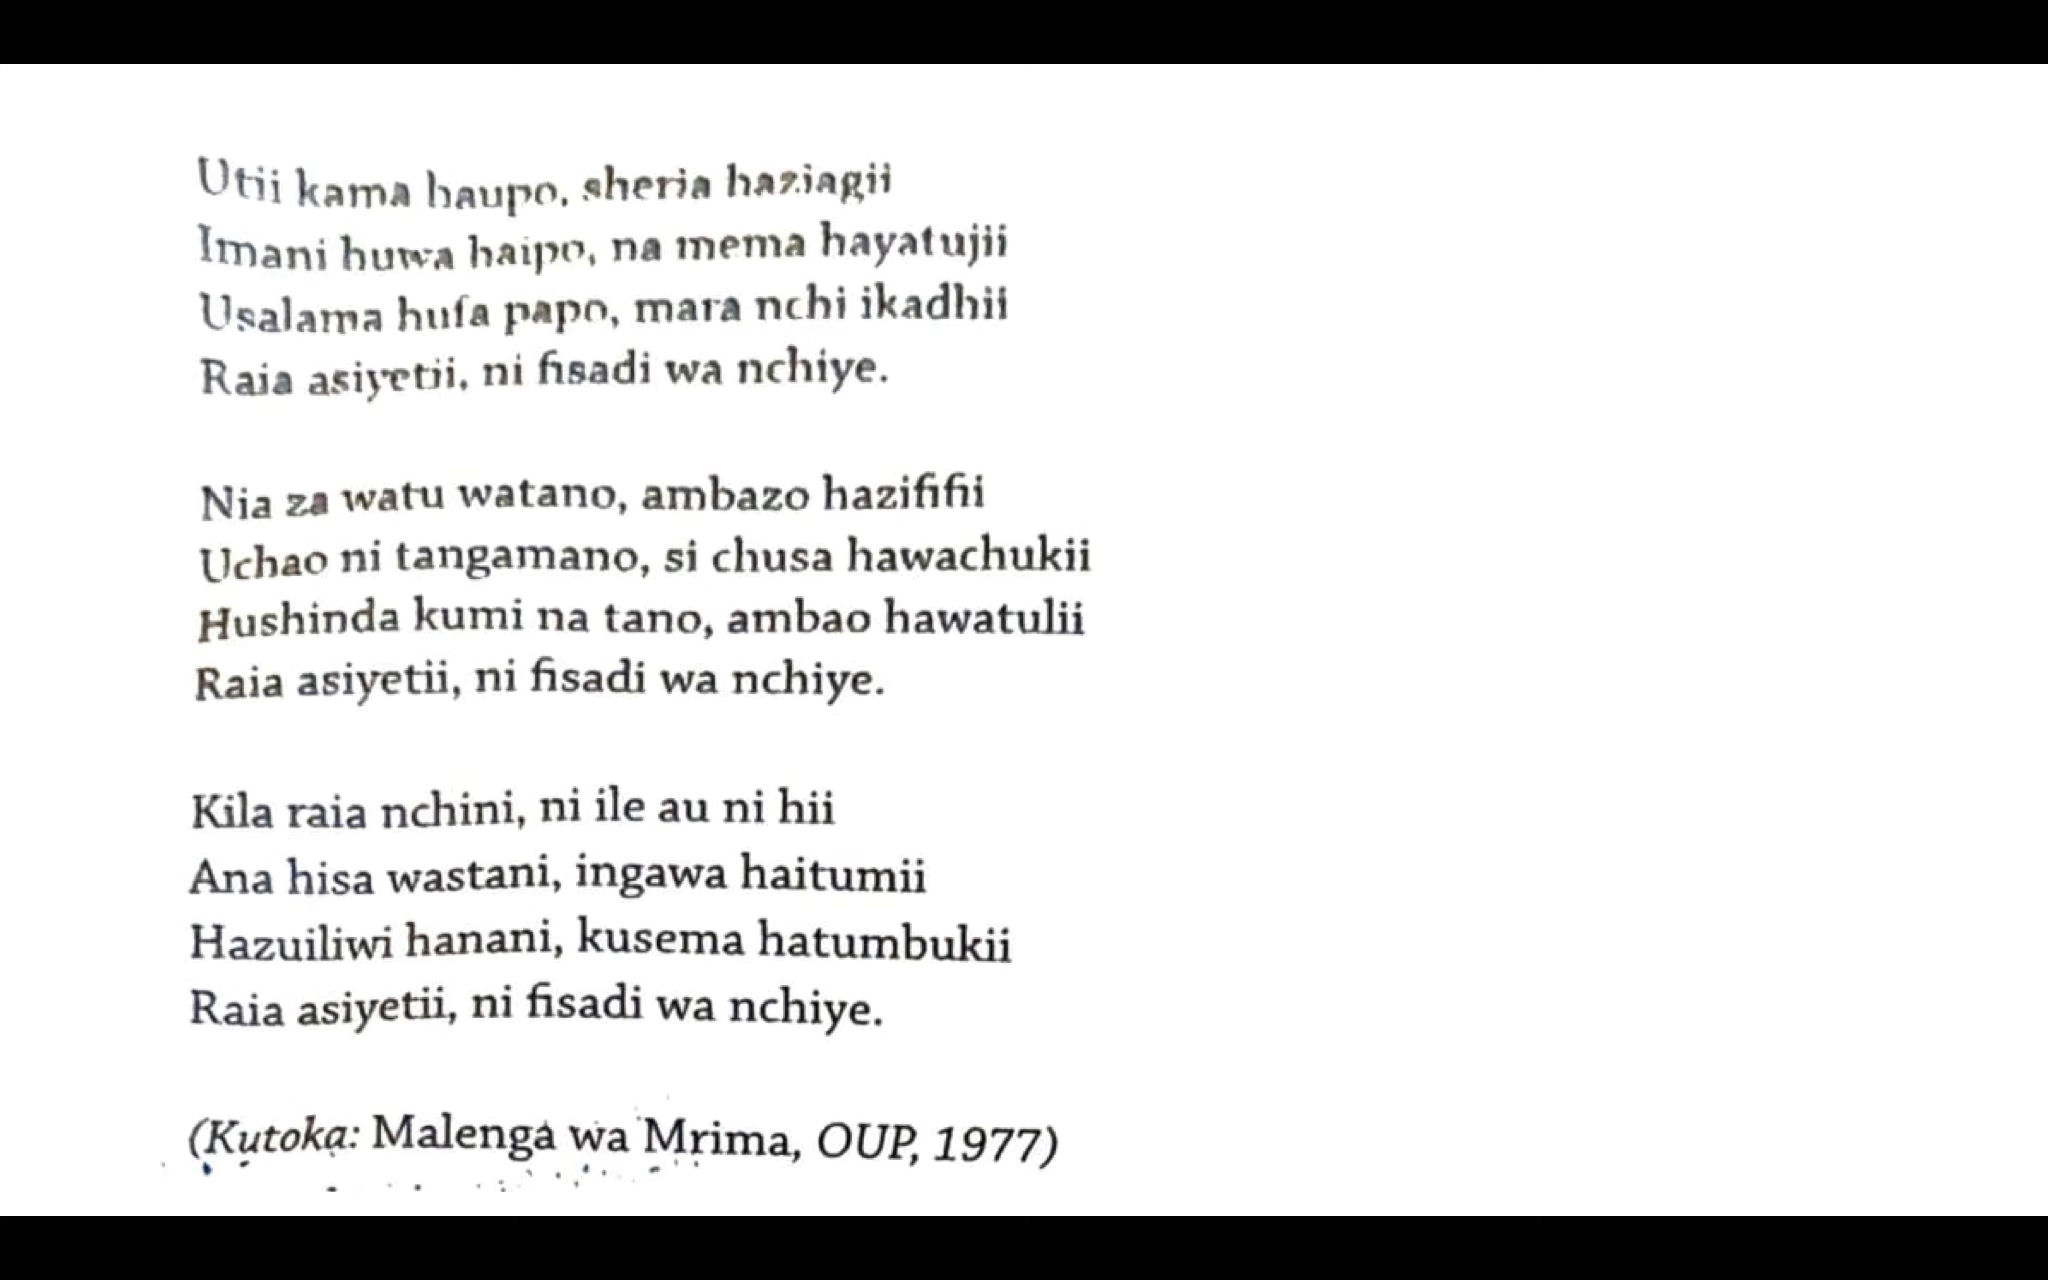 Utii kama haupo, sheria haziagii
Imani huwa haipo, na mema hayatujii
Usalama hufa papo, mara nchi ikadhii
Raia asiyetii, ni fisadi wa nchiye.
Nia za watu watano, ambazo hazififii
Uchao ni tangamano, si chusa hawachukii
Hushinda kumi na tano, ambao hawatulii
Raia asiyetii, ni fisadi wa nchiye.
Kila raia nchini, ni ile au ni hii
Ana hisa wastani, ingawa haitumii
Hazuiliwi hanani, kusema hatumbukii
Raia asiyetii, ni fisadi wa nchiye.
(Kutoka: Malenga wa Mrima, OUP, 1977)